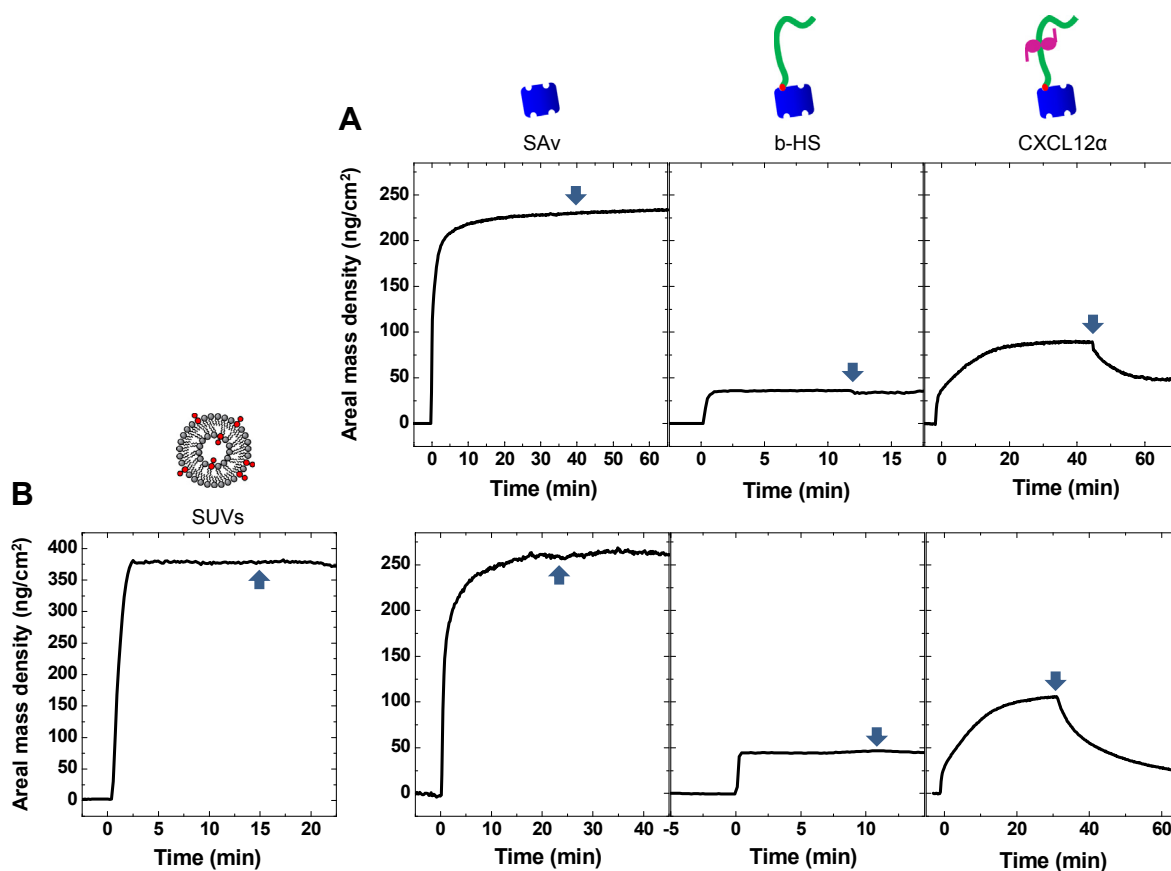 A
SAv
b-HS
CXCL12α
Areal mass density (ng/cm²)
250
200
150
100
50
0
0 10 20 30 40 50 60
0 5 10 15
0 20 40 60
Time (min)
Time (min)
Time (min)
B
SUVs
Areal mass density (ng/cm²)
400
350
300
250
200
150
100
50
0
250
200
150
100
50
0
0 5 10 15 20
0 10 20 30 40
-5 0 5 10
0 20 40 60
Time (min)
Time (min)
Time (min)
Time (min)